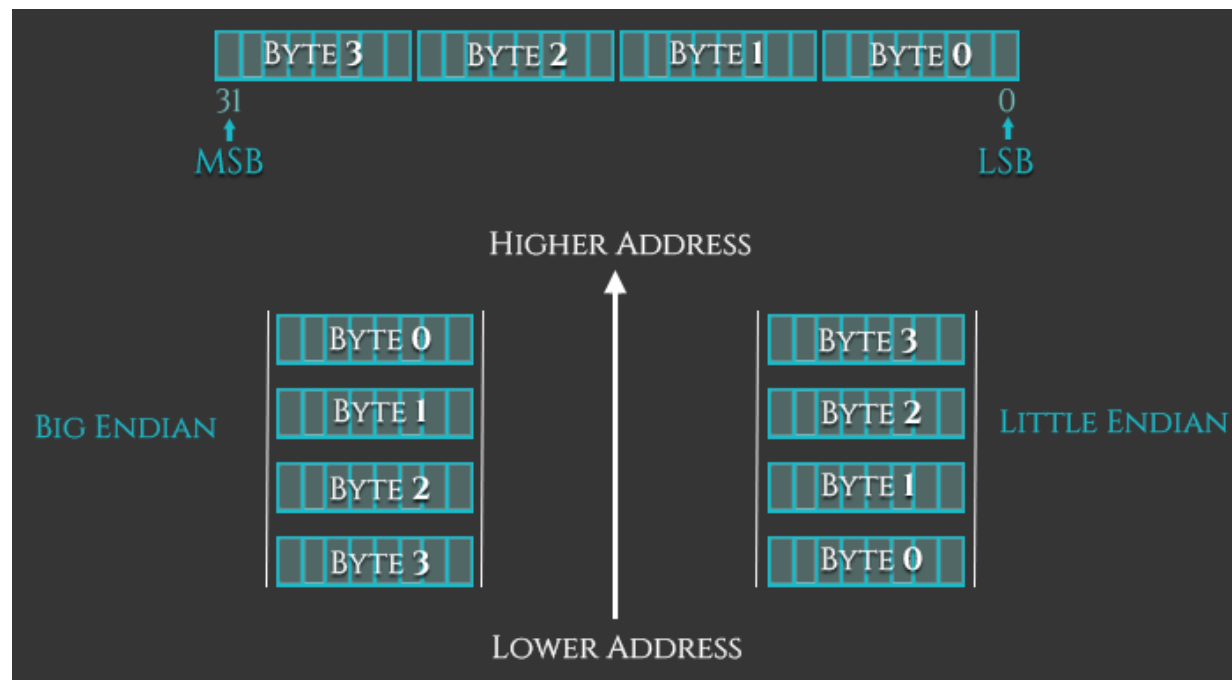 BYTE 3 BYTE 2 BYTE 1 BYTE 0
31 0
MSB LSB
HIGHER ADDRESS
BYTE 0
BYTE 1
BYTE 2
BYTE 3
BIG ENDIAN
BYTE 3
BYTE 2
BYTE 1
BYTE 0
LITTLE ENDIAN
LOWER ADDRESS